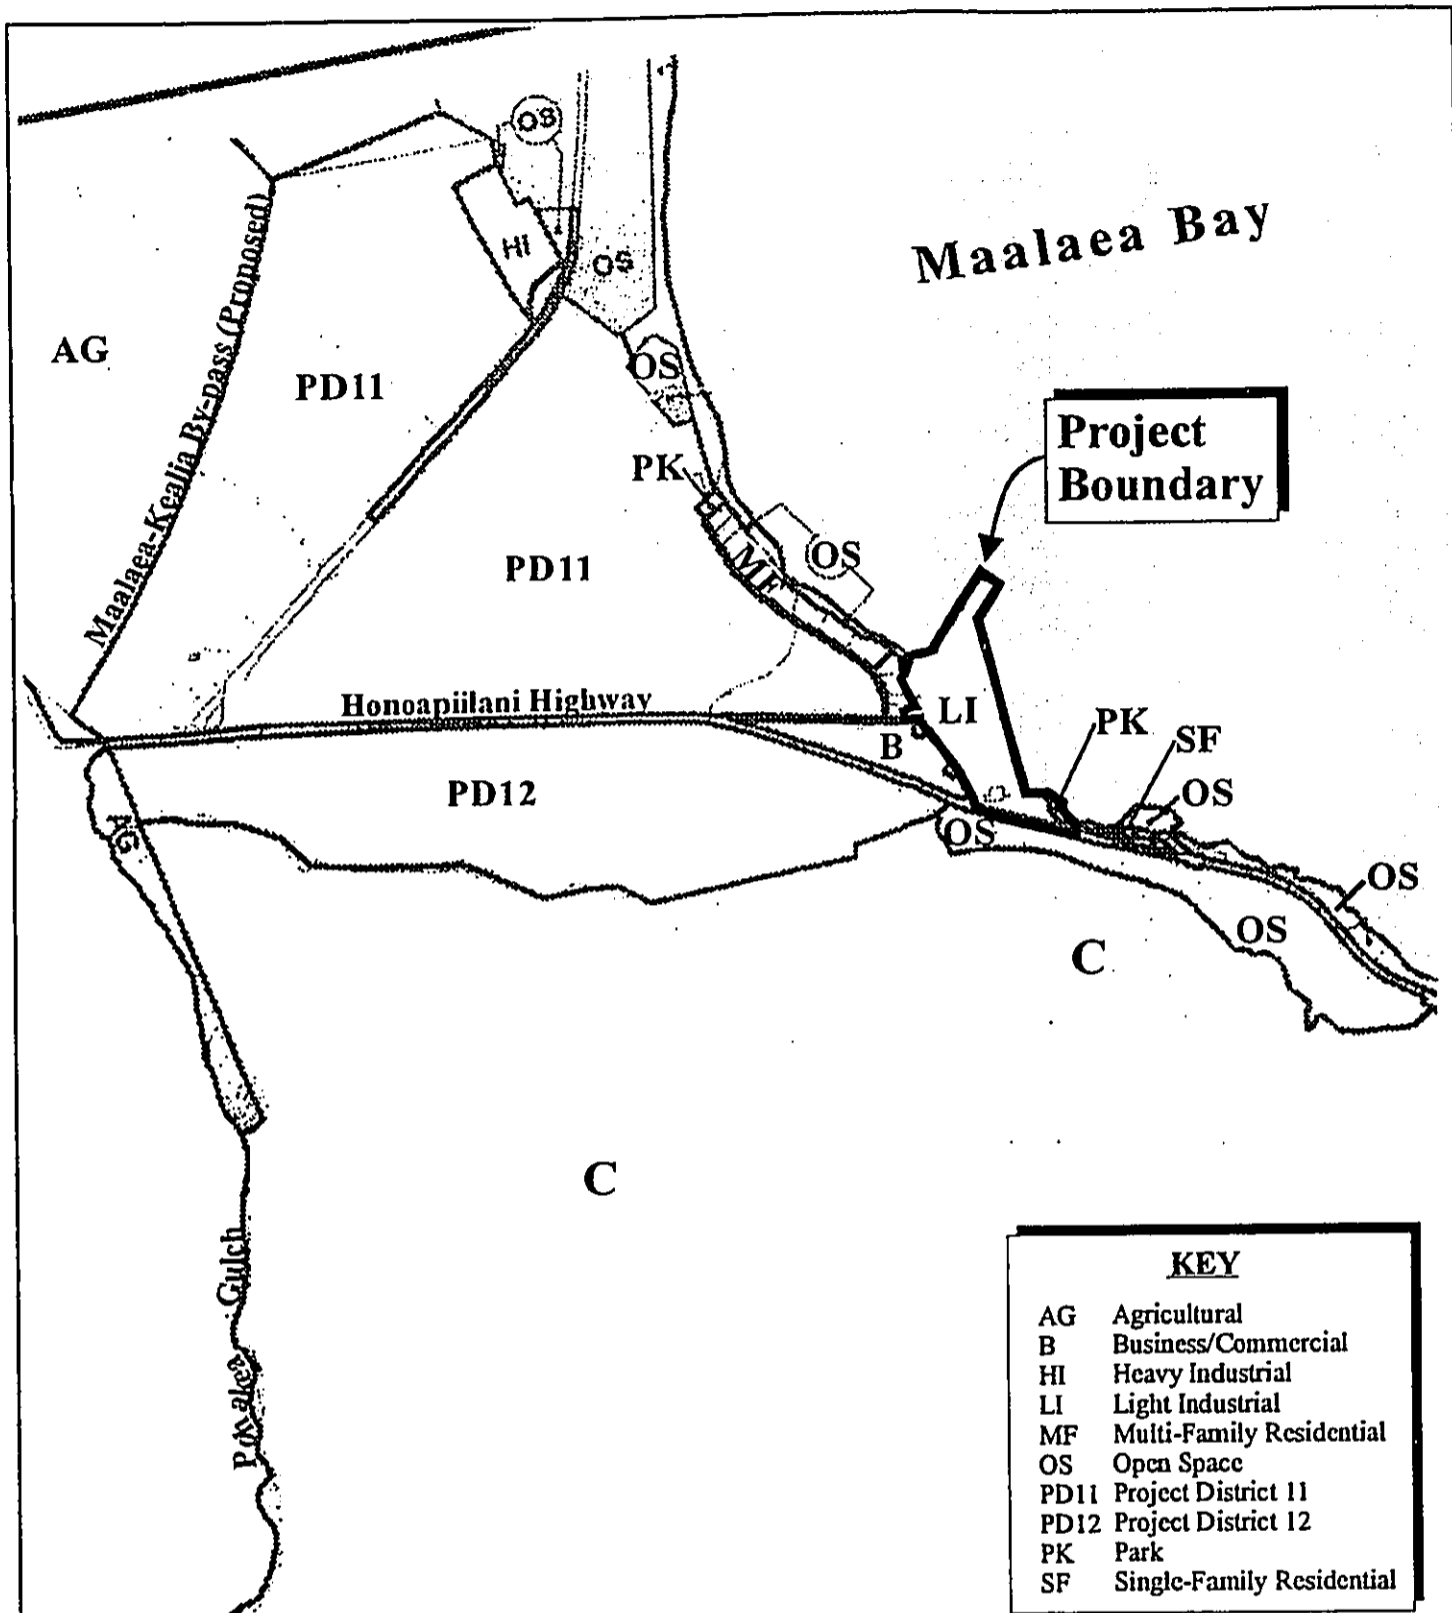 OS
Maalaea Bay
HI
OS
AG
Maalaea-Kealia By-pass (Proposed)
PD11
OS
Project
Boundary
PK
PD11
MF
OS
Honoapiilani Highway
LI
B
PK
SF
PD12
OS
AG
OS
OS
OS
C
C
Pohakea Gulch
KEY
AG Agricultural
B Business/Commercial
HI Heavy Industrial
LI Light Industrial
MF Multi-Family Residential
OS Open Space
PD11 Project District 11
PD12 Project District 12
PK Park
SF Single-Family Residential